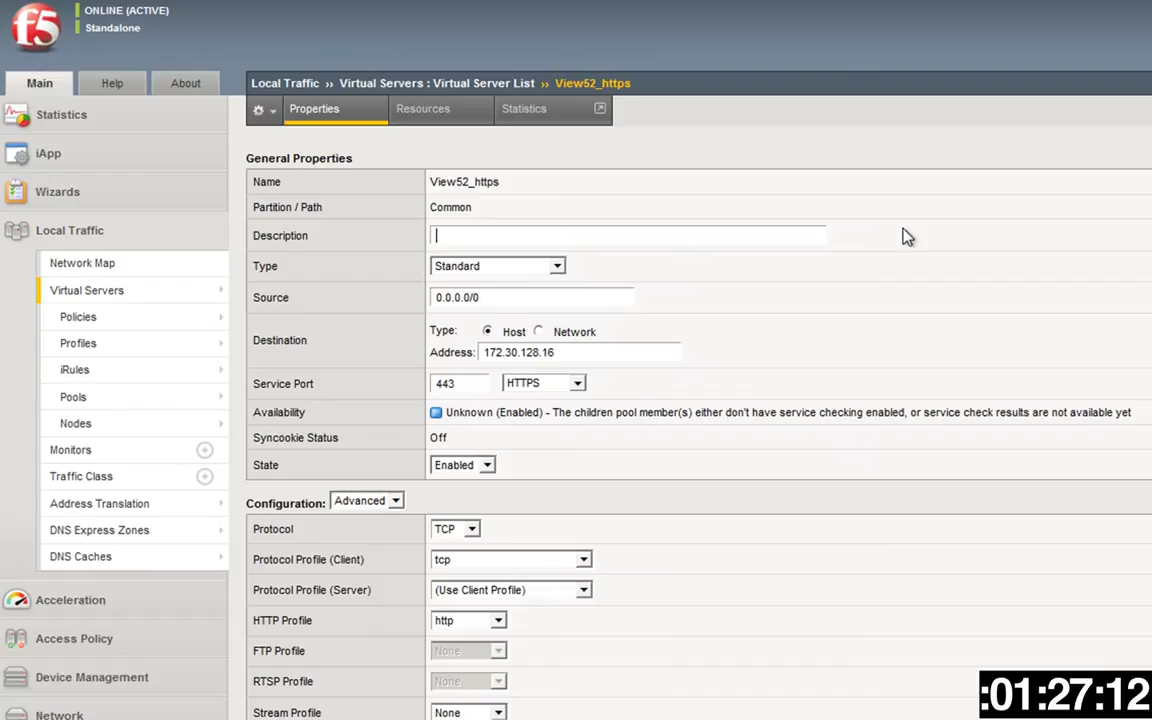 f5
ONLINE (ACTIVE)
Standalone
Main
Help
About
Local Traffic » Virtual Servers : Virtual Server List » View52_https
Properties
Resources
Statistics
Statistics
iApp
Wizards
Local Traffic
Network Map
Virtual Servers
Policies
Profiles
iRules
Pools
Nodes
Monitors
Traffic Class
Address Translation
DNS Express Zones
DNS Caches
Acceleration
Access Policy
Device Management
Network
General Properties
Name View52_https
Partition / Path Common
Description
Type Standard
Source 0.0.0.0/0
Destination Type: Host Network
Address: 172.30.128.16
Service Port 443 HTTPS
Availability Unknown (Enabled) - The children pool member(s) either don't have service checking enabled, or service check results are not available yet
Syncookie Status Off
State Enabled
Configuration: Advanced
Protocol TCP
Protocol Profile (Client) tcp
Protocol Profile (Server) (Use Client Profile)
HTTP Profile http
FTP Profile None
RTSP Profile None
Stream Profile None
:01:27:12